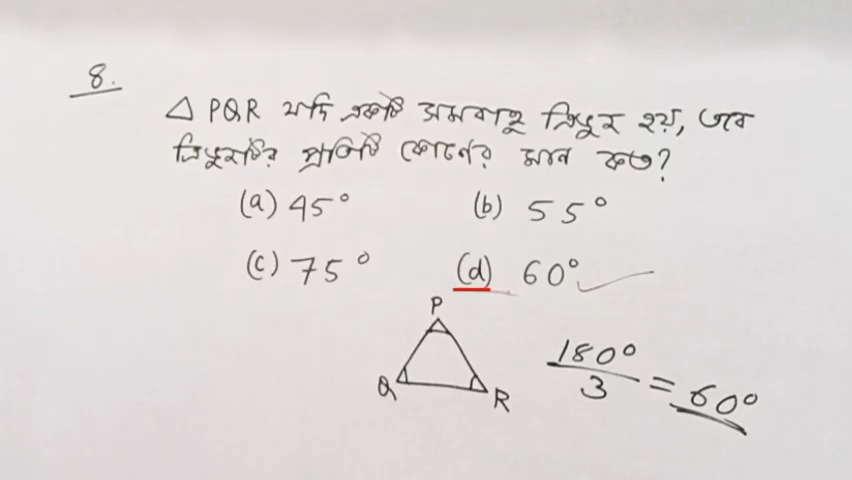 8.
△ PQR যদি একটি সমবাহু ত্রিভুজ হয়, তবে
ত্রিভুজটির প্রতিটি কোণের মান কত?
(a) 45° (b) 55°
(c) 75° (d) 60°
P
Q R
180°/3 = 60°